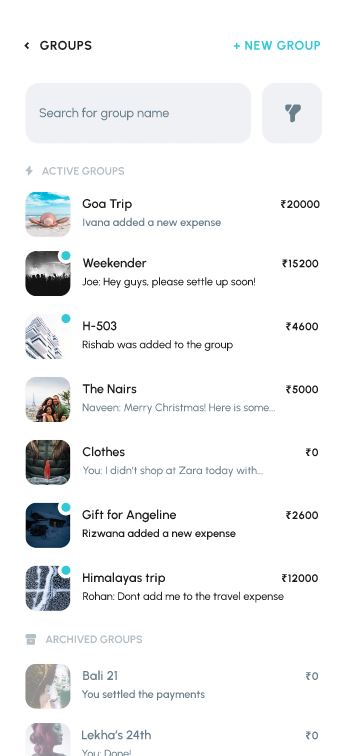 GROUPS
+ NEW GROUP
Search for group name
ACTIVE GROUPS
Goa Trip ₹20000
Ivana added a new expense
Weekender ₹15200
Joe: Hey guys, please settle up soon!
H-503 ₹4600
Rishab was added to the group
The Nairs ₹5000
Naveen: Merry Christmas! Here is some...
Clothes ₹0
You: I didn't shop at Zara today with...
Gift for Angeline ₹2600
Rizwana added a new expense
Himalayas trip ₹12000
Rohan: Dont add me to the travel expense
ARCHIVED GROUPS
Bali 21 ₹0
You settled the payments
Lekha's 24th ₹0
You: Done!